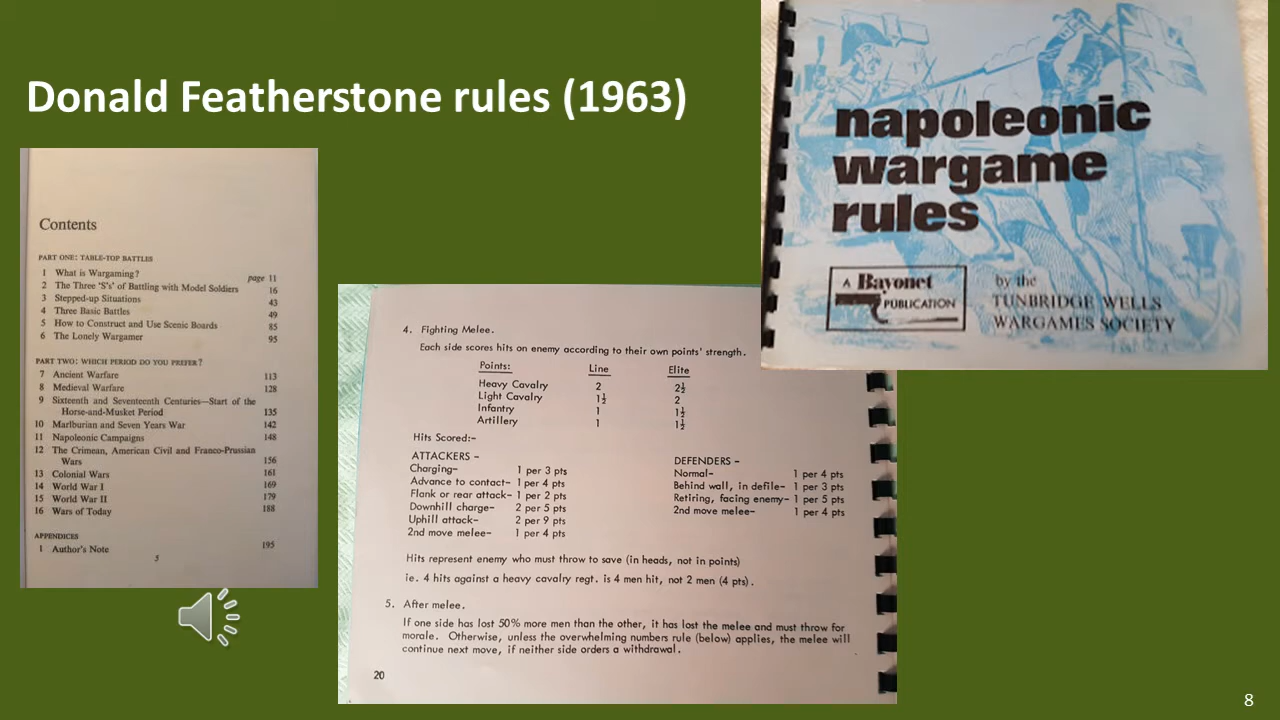 Donald Featherstone rules (1963)
Contents
PART ONE: TABLE-TOP BATTLES
1 What is Wargaming? page 11
2 The Three 'S's' of Battling with Model Soldiers 16
3 Stepped-up Situations 43
4 Three Basic Battles 49
5 How to Construct and Use Scenic Boards 85
6 The Lonely Wargamer 95
PART TWO: WHICH PERIOD DO YOU PREFER?
7 Ancient Warfare 113
8 Medieval Warfare 128
9 Sixteenth and Seventeenth Centuries—Start of the
Horse-and-Musket Period 135
10 Marlburian and Seven Years War 142
11 Napoleonic Campaigns 148
12 The Crimean, American Civil and Franco-Prussian
Wars 156
13 Colonial Wars 161
14 World War I 169
15 World War II 179
16 Wars of Today 188
APPENDICES
1 Author's Note 195
5
4. Fighting Melee.
Each side scores hits on enemy according to their own points' strength.
Points: Line Elite
Heavy Cavalry 2 2½
Light Cavalry 1½ 2
Infantry 1 1½
Artillery 1 1½
Hits Scored:-
ATTACKERS -
Charging- 1 per 3 pts
Advance to contact- 1 per 4 pts
Flank or rear attack- 1 per 2 pts
Downhill charge- 2 per 5 pts
Uphill attack- 2 per 9 pts
2nd move melee- 1 per 4 pts
DEFENDERS -
Normal- 1 per 4 pts
Behind wall, in defile- 1 per 3 pts
Retiring, facing enemy- 1 per 5 pts
2nd move melee- 1 per 4 pts
Hits represent enemy who must throw to save (in heads, not in points)
ie. 4 hits against a heavy cavalry regt. is 4 men hit, not 2 men (4 pts).
5. After melee.
If one side has lost 50% more men than the other, it has lost the melee and must throw for
morale. Otherwise, unless the overwhelming numbers rule (below) applies, the melee will
continue next move, if neither side orders a withdrawal.
20
napoleonic
wargame
rules
A Bayonet
PUBLICATION
by the
TUNBRIDGE WELLS
WARGAMES SOCIETY
8